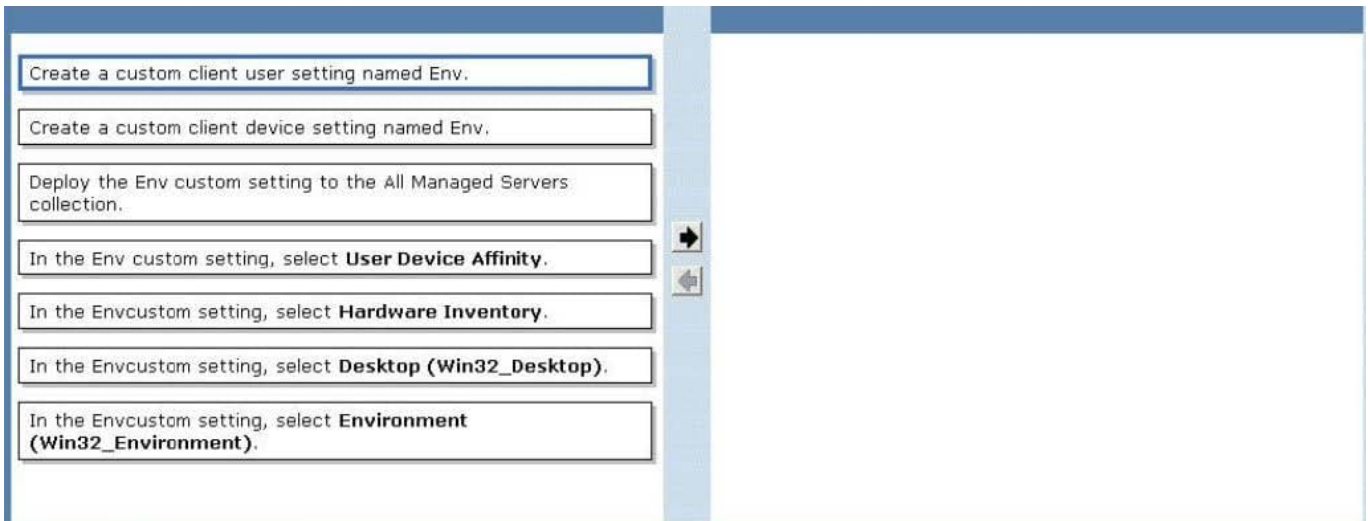 Create a custom client user setting named Env.
Create a custom client device setting named Env.
Deploy the Env custom setting to the All Managed Servers
collection.
In the Env custom setting, select User Device Affinity.
In the Envcustom setting, select Hardware Inventory.
In the Envcustom setting, select Desktop (Win32_Desktop).
In the Envcustom setting, select Environment
(Win32_Environment).